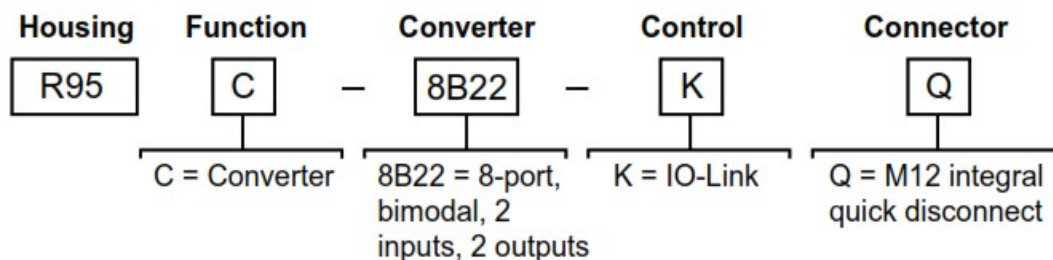 Housing Function Converter Control Connector
R95 C – 8B22 – K Q
C = Converter
8B22 = 8-port,
bimodal, 2
inputs, 2 outputs
K = IO-Link
Q = M12 integral
quick disconnect